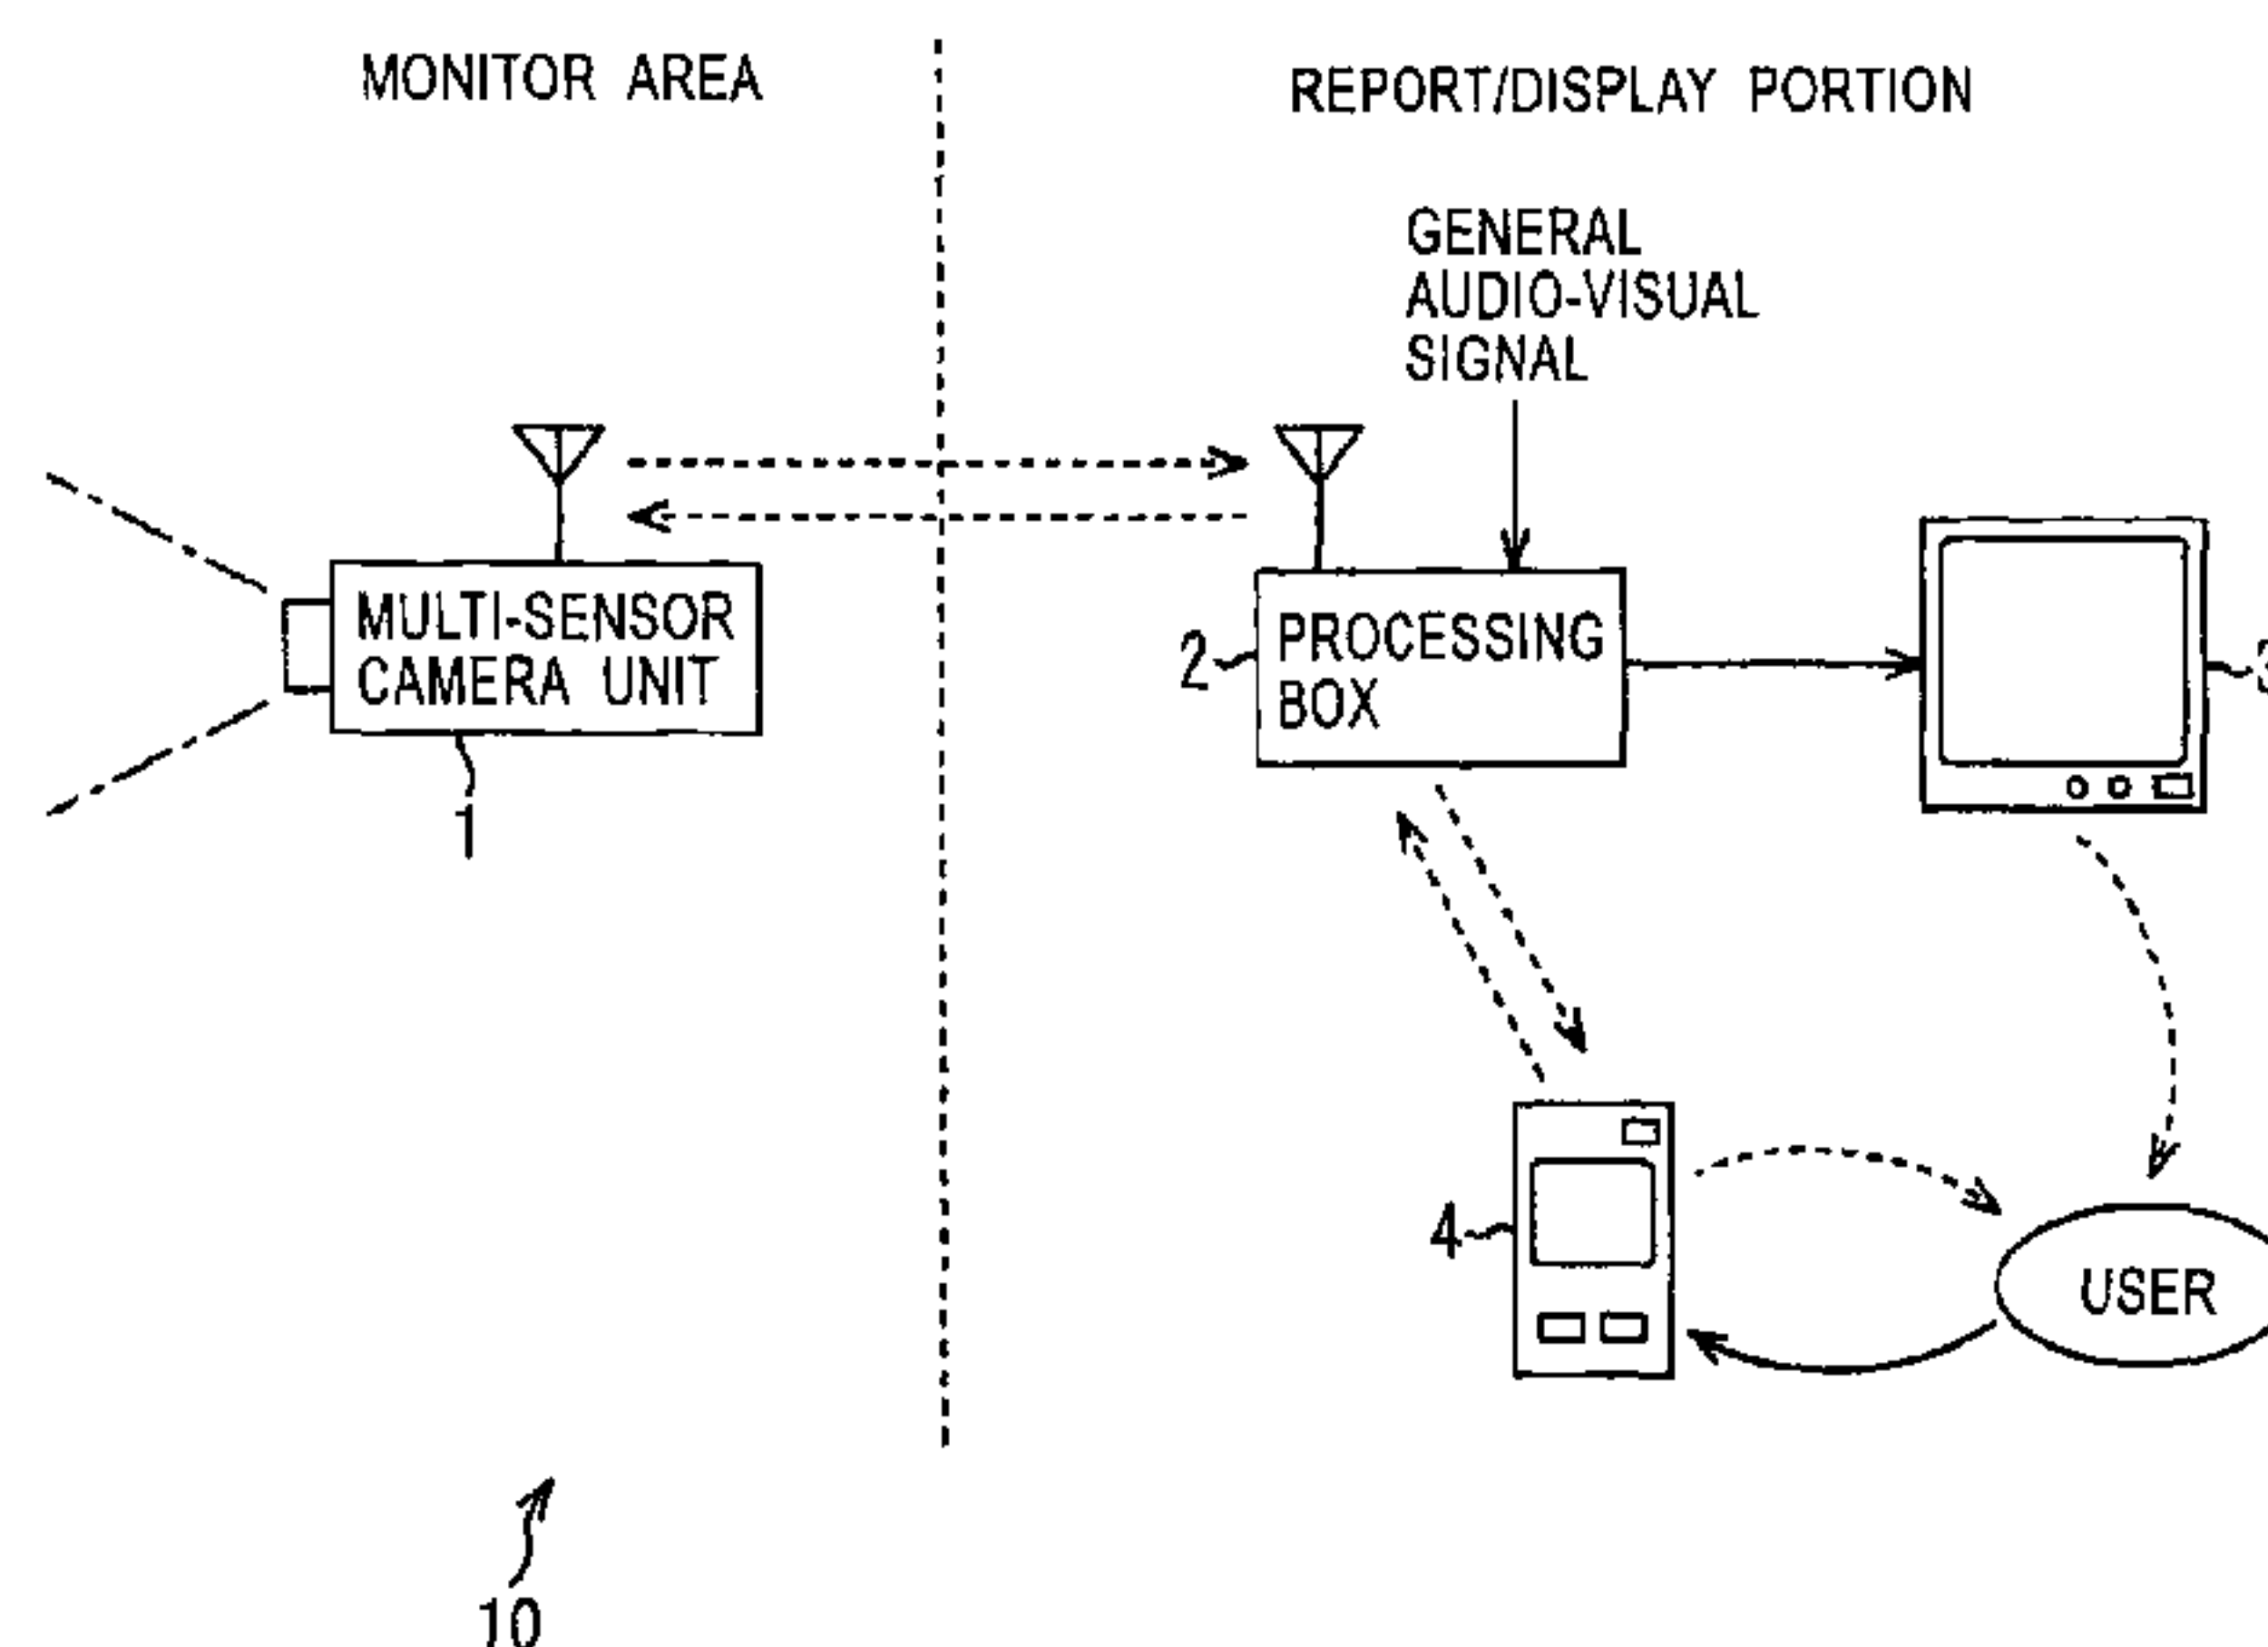 MONITOR AREA
REPORT/DISPLAY PORTION
GENERAL
AUDIO-VISUAL
SIGNAL
MULTI-SENSOR
CAMERA UNIT
1
2
PROCESSING
BOX
3
4
USER
10